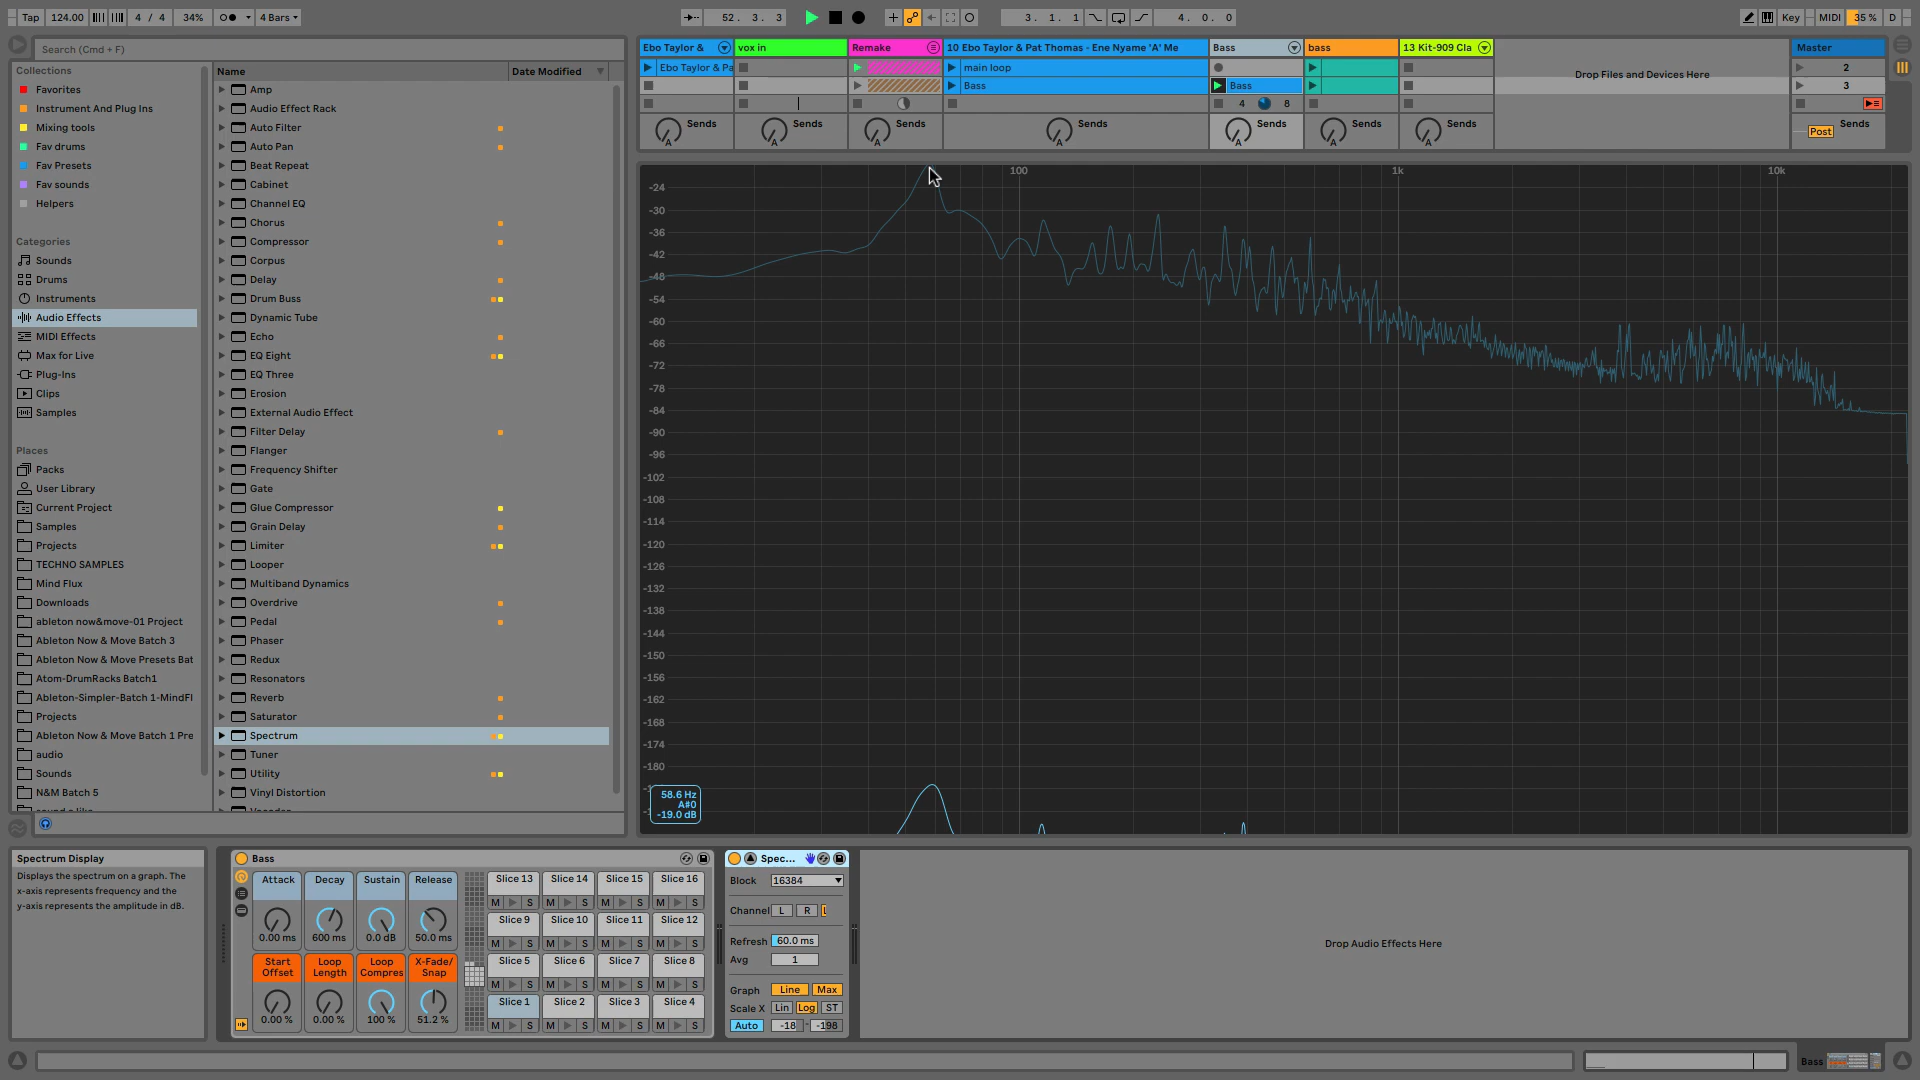 Tap 124.00 4 / 4 34% 4 Bars 52. 3. 3 3. 1. 1 4. 0. 0 Key MIDI 35 % D
Search (Cmd + F)
Collections
Favorites
Instrument And Plug Ins
Mixing tools
Fav drums
Fav Presets
Fav sounds
Helpers
Categories
Sounds
Drums
Instruments
Audio Effects
MIDI Effects
Max for Live
Plug-Ins
Clips
Samples
Places
Packs
User Library
Current Project
Samples
Projects
TECHNO SAMPLES
Mind Flux
Downloads
ableton now&move-01 Project
Ableton Now & Move Batch 3
Ableton Now & Move Presets Bat
Atom-DrumRacks Batch1
Ableton-Simpler-Batch 1-MindFl
Projects
Ableton Now & Move Batch 1 Pre
audio
Sounds
N&M Batch 5
Name Date Modified
Amp
Audio Effect Rack
Auto Filter
Auto Pan
Beat Repeat
Cabinet
Channel EQ
Chorus
Compressor
Corpus
Delay
Drum Buss
Dynamic Tube
Echo
EQ Eight
EQ Three
Erosion
External Audio Effect
Filter Delay
Flanger
Frequency Shifter
Gate
Glue Compressor
Grain Delay
Limiter
Looper
Multiband Dynamics
Overdrive
Pedal
Phaser
Redux
Resonators
Reverb
Saturator
Spectrum
Tuner
Utility
Vinyl Distortion
Ebo Taylor & vox in Remake 10 Ebo Taylor & Pat Thomas - Ene Nyame 'A' Me Bass bass 13 Kit-909 Cla Master
Ebo Taylor & Pa main loop 2
Bass Bass 3
Drop Files and Devices Here
4 8
Sends Sends Sends Sends Sends Sends Sends Sends
A A A A A A A Post
100 1k 10k
-24
-30
-36
-42
-48
-54
-60
-66
-72
-78
-84
-90
-96
-102
-108
-114
-120
-126
-132
-138
-144
-150
-156
-162
-168
-174
-180
58.6 Hz
A#0
-19.0 dB
Spectrum Display
Displays the spectrum on a graph. The
x-axis represents frequency and the
y-axis represents the amplitude in dB.
Bass
Attack Decay Sustain Release
0.00 ms 600 ms 0.0 dB 50.0 ms
Start Offset Loop Length Loop Compres X-Fade/ Snap
0.00 % 0.00 % 100 % 51.2 %
Slice 13 Slice 14 Slice 15 Slice 16
M S M S M S M S
Slice 9 Slice 10 Slice 11 Slice 12
M S M S M S M S
Slice 5 Slice 6 Slice 7 Slice 8
M S M S M S M S
Slice 1 Slice 2 Slice 3 Slice 4
M S M S M S M S
Spec...
Block 16384
Channel L R L
Refresh 60.0 ms
Avg 1
Graph Line Max
Scale X Lin Log ST
Auto -18 - -198
Drop Audio Effects Here
Bass